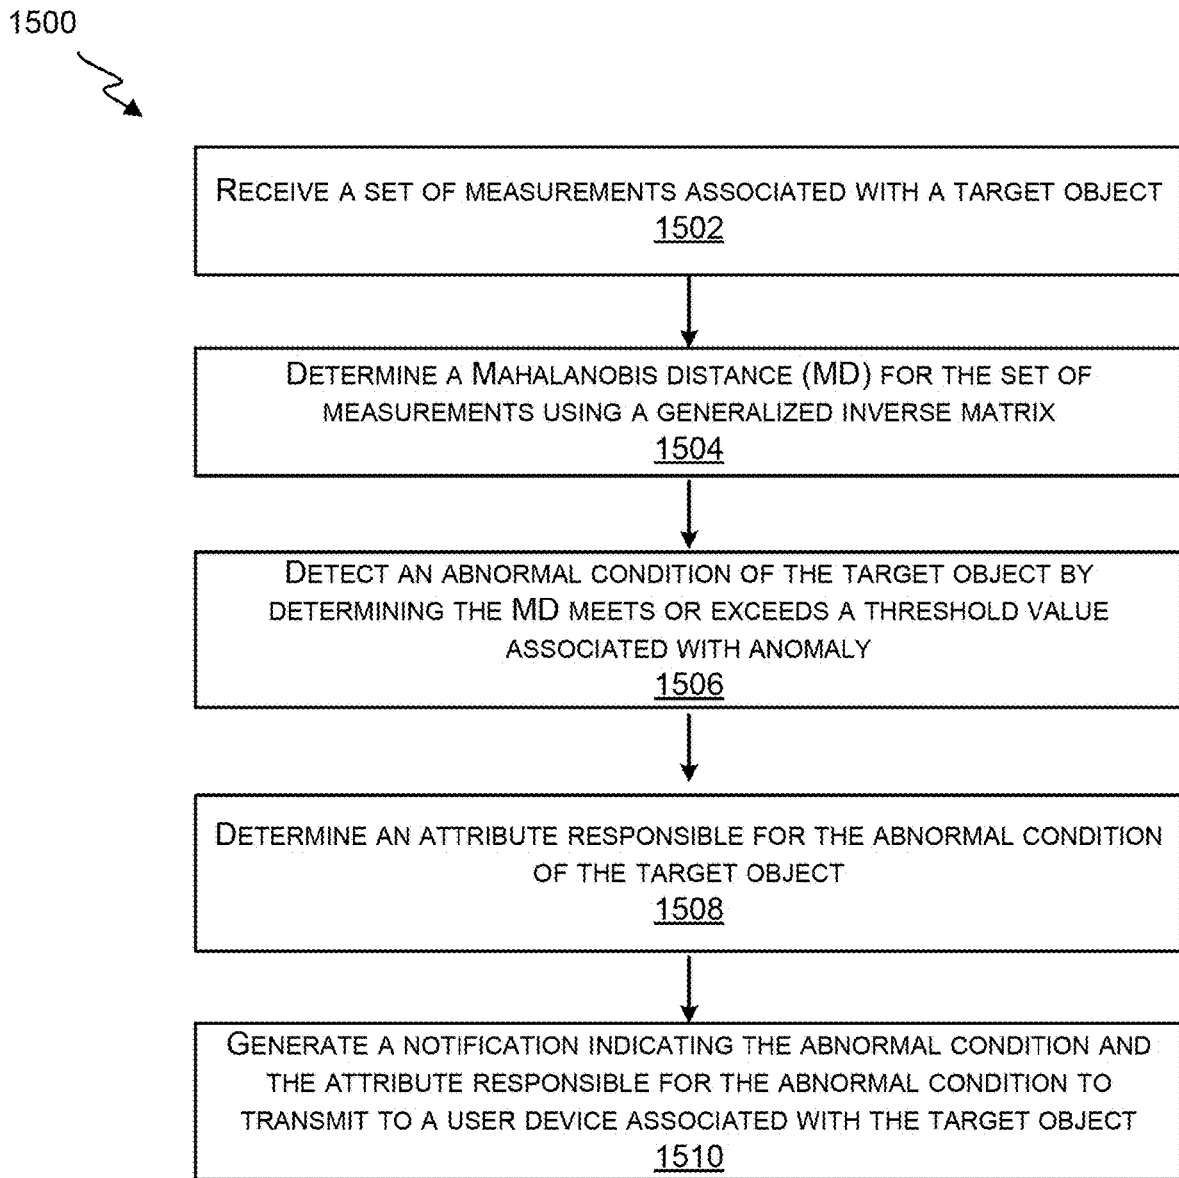 1500
RECEIVE A SET OF MEASUREMENTS ASSOCIATED WITH A TARGET OBJECT
1502
DETERMINE A MAHALANOBIS DISTANCE (MD) FOR THE SET OF
MEASUREMENTS USING A GENERALIZED INVERSE MATRIX
1504
DETECT AN ABNORMAL CONDITION OF THE TARGET OBJECT BY
DETERMINING THE MD MEETS OR EXCEEDS A THRESHOLD VALUE
ASSOCIATED WITH ANOMALY
1506
DETERMINE AN ATTRIBUTE RESPONSIBLE FOR THE ABNORMAL CONDITION
OF THE TARGET OBJECT
1508
GENERATE A NOTIFICATION INDICATING THE ABNORMAL CONDITION AND
THE ATTRIBUTE RESPONSIBLE FOR THE ABNORMAL CONDITION TO
TRANSMIT TO A USER DEVICE ASSOCIATED WITH THE TARGET OBJECT
1510